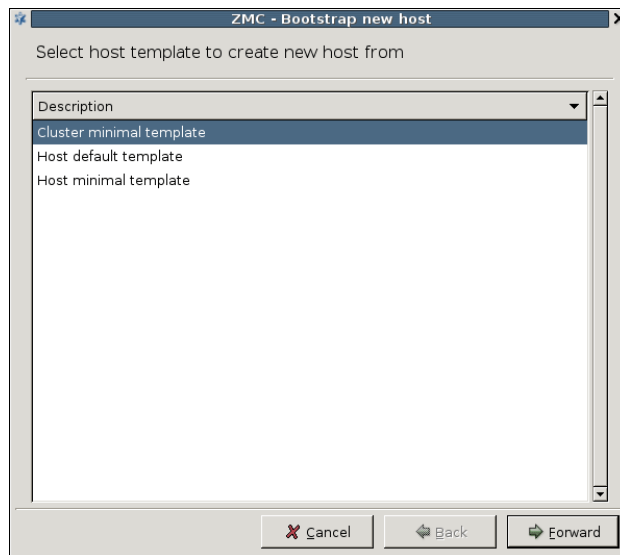 ZMC - Bootstrap new host
Select host template to create new host from
Description
Cluster minimal template
Host default template
Host minimal template
Cancel
Back
Forward